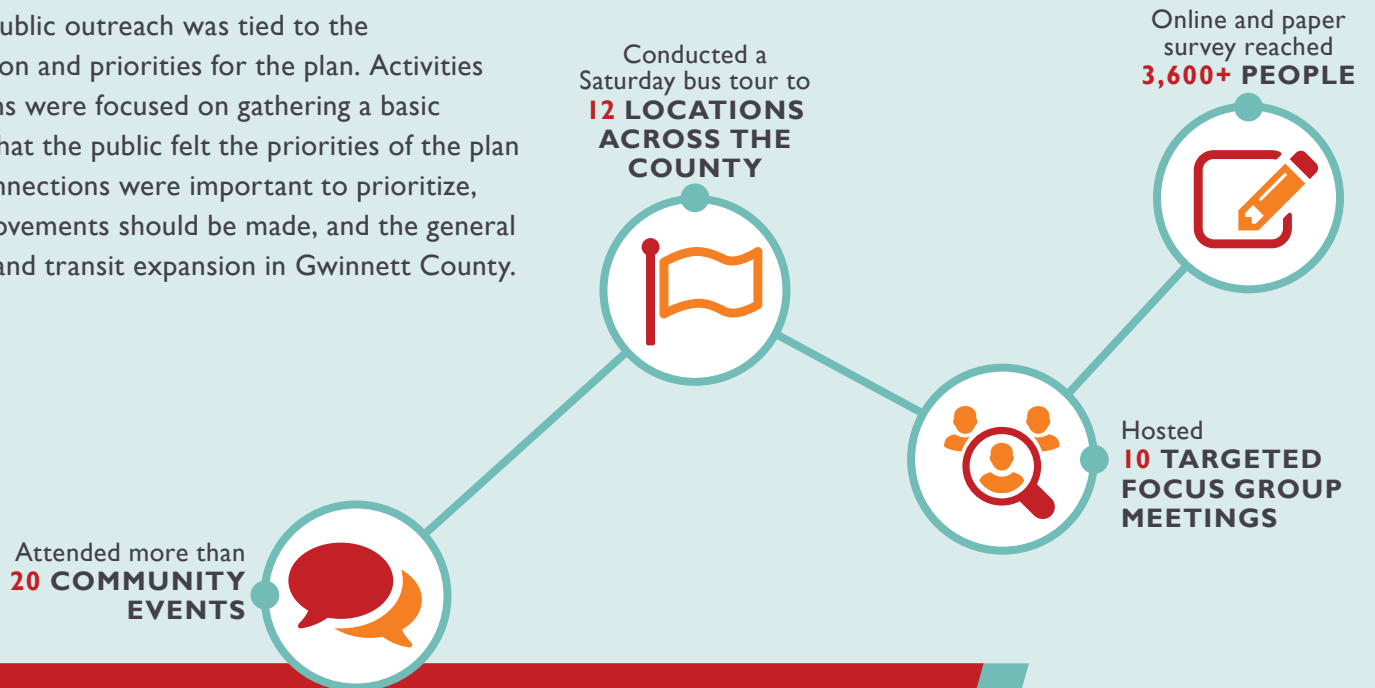 ublic outreach was tied to the
on and priorities for the plan. Activities
ns were focused on gathering a basic
hat the public felt the priorities of the plan
nnections were important to prioritize,
ovements should be made, and the general
and transit expansion in Gwinnett County.
Conducted a
Saturday bus tour to
12 LOCATIONS
ACROSS THE
COUNTY
Online and paper
survey reached
3,600+ PEOPLE
Hosted
10 TARGETED
FOCUS GROUP
MEETINGS
Attended more than
20 COMMUNITY
EVENTS